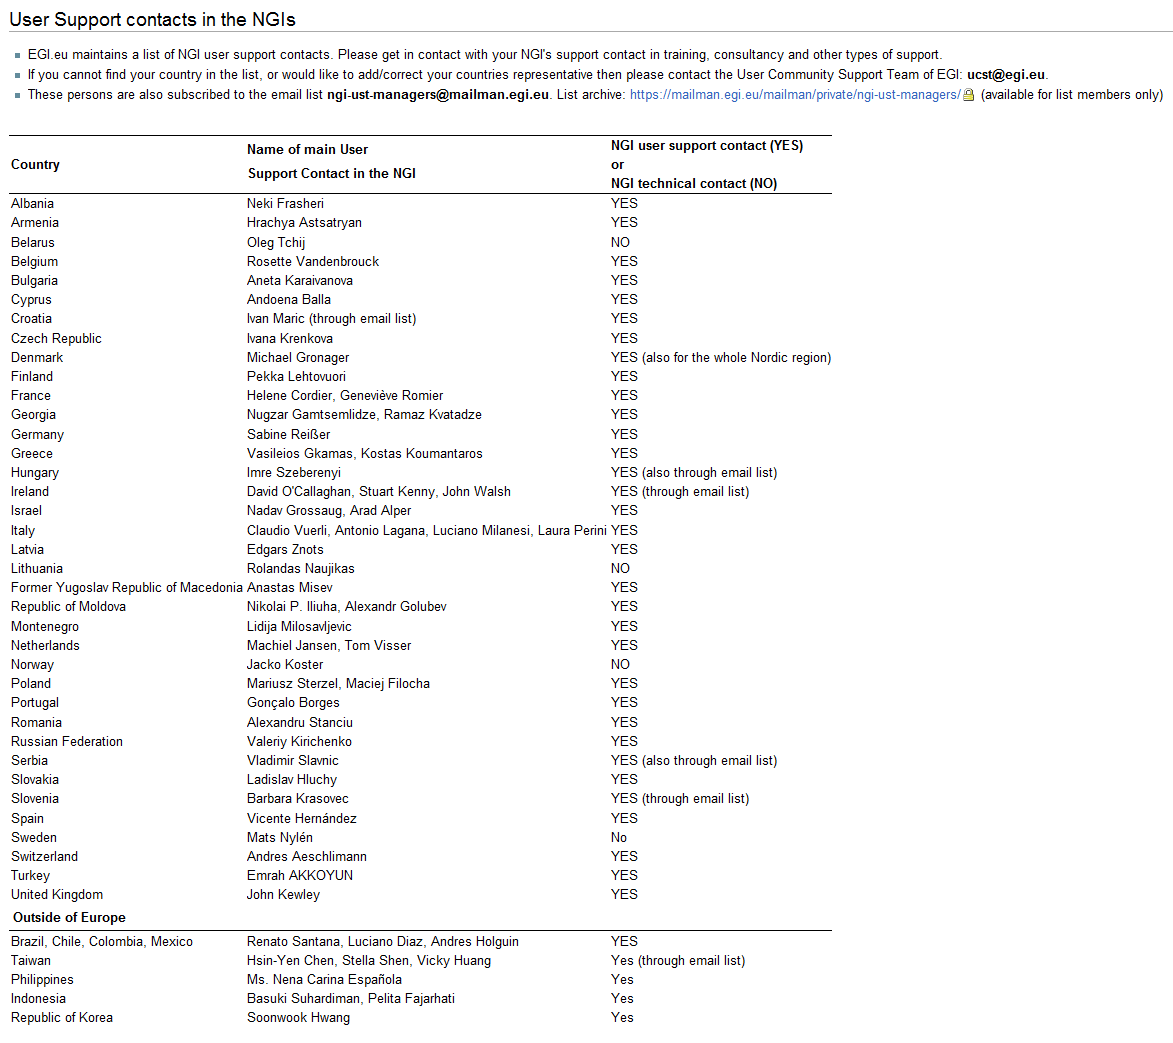 User Support contacts in the NGIs
EGI.eu maintains a list of NGI user support contacts. Please get in contact with your NGI's support contact in training, consultancy and other types of support.
If you cannot find your country in the list, or would like to add/correct your countries representative then please contact the User Community Support Team of EGI: ucst@egi.eu.
These persons are also subscribed to the email list ngi-ust-managers@mailman.egi.eu. List archive: https://mailman.egi.eu/mailman/private/ngi-ust-managers/ (available for list members only)
Country
Name of main User
Support Contact in the NGI
NGI user support contact (YES)
or
NGI technical contact (NO)
Albania Neki Frasheri YES
Armenia Hrachya Astsatryan YES
Belarus Oleg Tchij NO
Belgium Rosette Vandenbrouck YES
Bulgaria Aneta Karaivanova YES
Cyprus Andoena Balla YES
Croatia Ivan Maric (through email list) YES
Czech Republic Ivana Krenkova YES
Denmark Michael Gronager YES (also for the whole Nordic region)
Finland Pekka Lehtovuori YES
France Helene Cordier, Geneviève Romier YES
Georgia Nugzar Gamtsemlidze, Ramaz Kvatadze YES
Germany Sabine Reißer YES
Greece Vasileios Gkamas, Kostas Koumantaros YES
Hungary Imre Szeberenyi YES (also through email list)
Ireland David O'Callaghan, Stuart Kenny, John Walsh YES (through email list)
Israel Nadav Grossaug, Arad Alper YES
Italy Claudio Vuerli, Antonio Lagana, Luciano Milanesi, Laura Perini YES
Latvia Edgars Znots YES
Lithuania Rolandas Naujikas NO
Former Yugoslav Republic of Macedonia Anastas Misev YES
Republic of Moldova Nikolai P. Iliuha, Alexandr Golubev YES
Montenegro Lidija Milosavljevic YES
Netherlands Machiel Jansen, Tom Visser YES
Norway Jacko Koster NO
Poland Mariusz Sterzel, Maciej Filocha YES
Portugal Gonçalo Borges YES
Romania Alexandru Stanciu YES
Russian Federation Valeriy Kirichenko YES
Serbia Vladimir Slavnic YES (also through email list)
Slovakia Ladislav Hluchy YES
Slovenia Barbara Krasovec YES (through email list)
Spain Vicente Hernández YES
Sweden Mats Nylén No
Switzerland Andres Aeschlimann YES
Turkey Emrah AKKOYUN YES
United Kingdom John Kewley YES
Outside of Europe
Brazil, Chile, Colombia, Mexico Renato Santana, Luciano Diaz, Andres Holguin YES
Taiwan Hsin-Yen Chen, Stella Shen, Vicky Huang Yes (through email list)
Philippines Ms. Nena Carina Española Yes
Indonesia Basuki Suhardiman, Pelita Fajarhati Yes
Republic of Korea Soonwook Hwang Yes